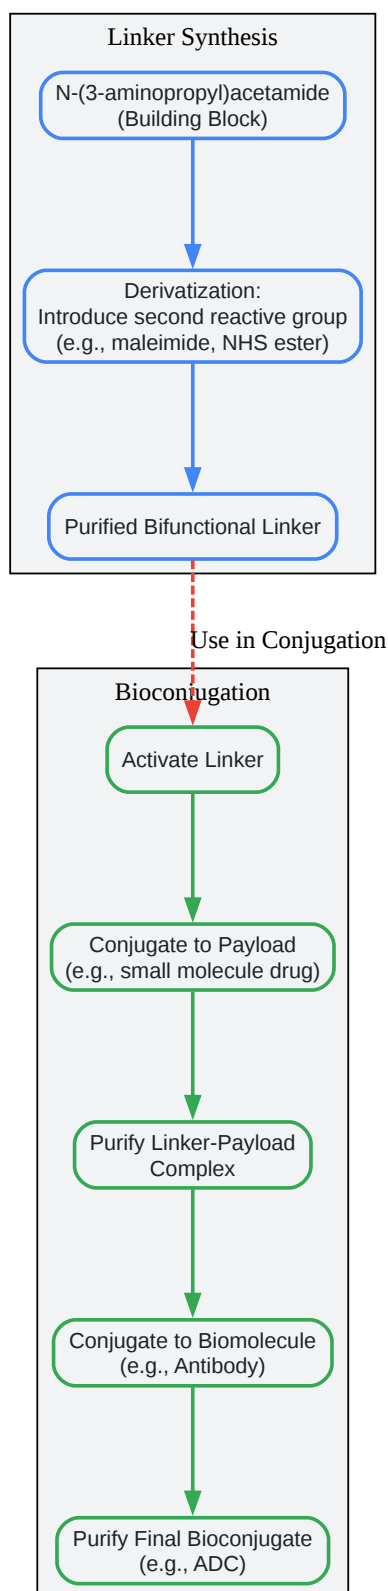 Linker Synthesis
N-(3-aminopropyl)acetamide
(Building Block)
Derivatization:
Introduce second reactive group
(e.g., maleimide, NHS ester)
Purified Bifunctional Linker
Use in Conjugation
Bioconjugation
Activate Linker
Conjugate to Payload
(e.g., small molecule drug)
Purify Linker-Payload
Complex
Conjugate to Biomolecule
(e.g., Antibody)
Purify Final Bioconjugate
(e.g., ADC)